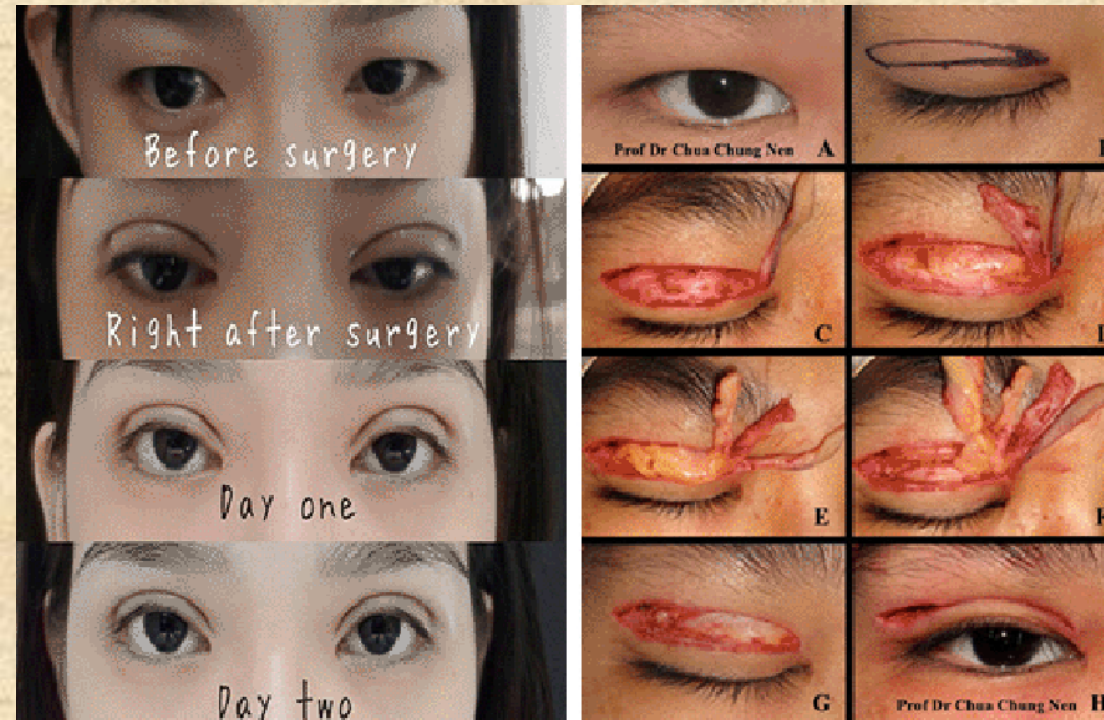 Before surgery
Right after surgery
Day one
Day two
Prof Dr Chua Chung Nen A
C
E
G
Prof Dr Chua Chung Nen H